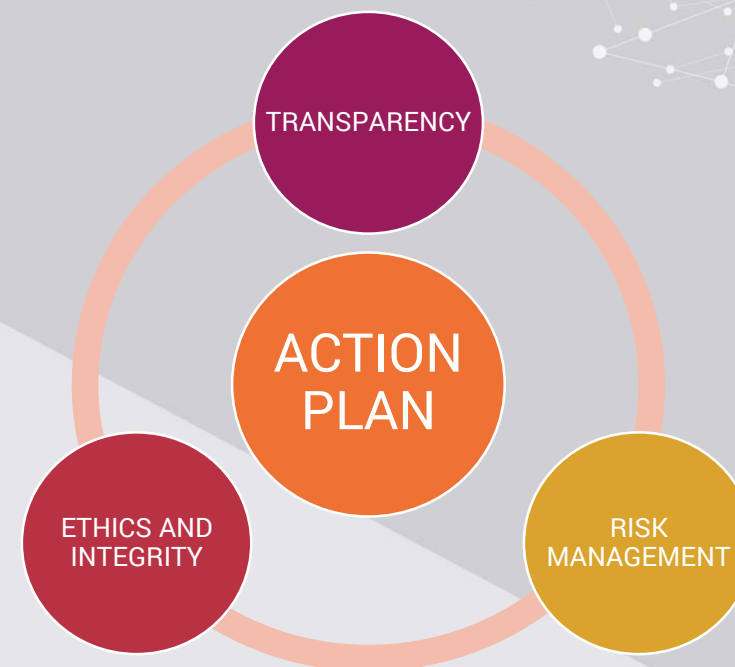 TRANSPARENCY
ACTION
PLAN
ETHICS AND
INTEGRITY
RISK
MANAGEMENT